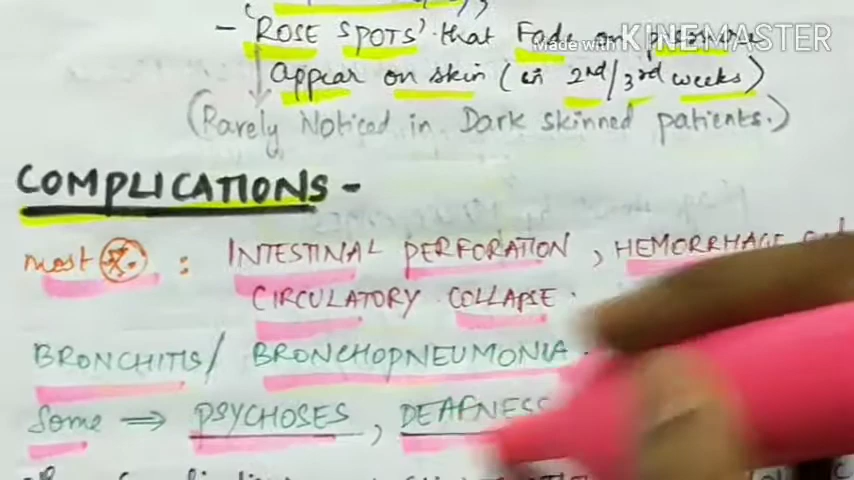 - 'ROSE SPOTS' that Fade on pressure
Made with KINEMASTER
appear on skin (in 2nd/3rd weeks)
(Rarely Noticed in Dark skinned patients.)
COMPLICATIONS -
most : INTESTINAL PERFORATION, HEMORRHAGE
CIRCULATORY COLLAPSE.
BRONCHITIS/ BRONCHOPNEUMONIA.
Some ⇒ PSYCHOSES, DEAFNESS